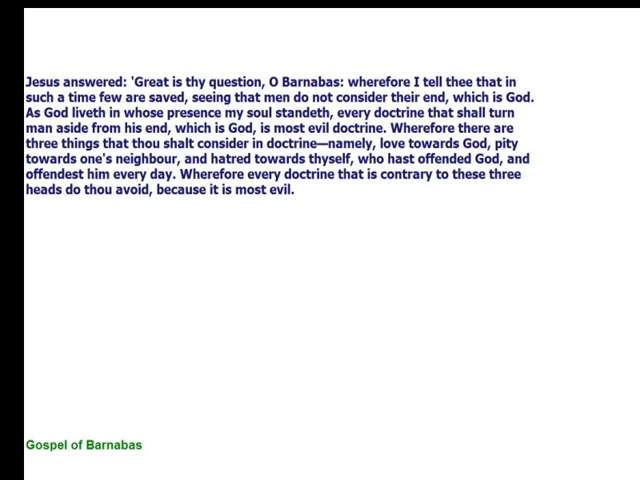 Jesus answered: 'Great is thy question, O Barnabas: wherefore I tell thee that in
such a time few are saved, seeing that men do not consider their end, which is God.
As God liveth in whose presence my soul standeth, every doctrine that shall turn
man aside from his end, which is God, is most evil doctrine. Wherefore there are
three things that thou shalt consider in doctrine—namely, love towards God, pity
towards one's neighbour, and hatred towards thyself, who hast offended God, and
offendest him every day. Wherefore every doctrine that is contrary to these three
heads do thou avoid, because it is most evil.
Gospel of Barnabas